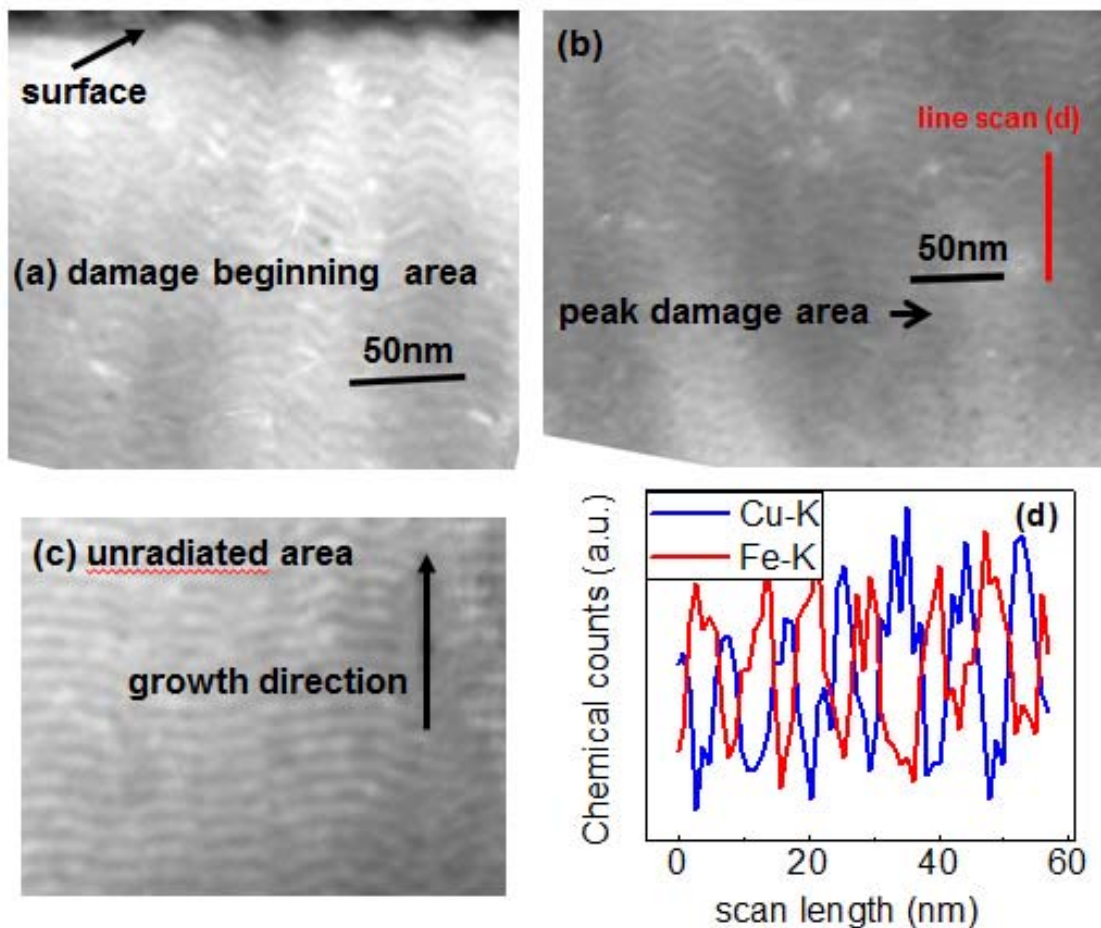 surface
(a) damage beginning area
50nm
(b)
line scan (d)
50nm
peak damage area
(c) unradiated area
growth direction
(d)
Cu-K
Fe-K
Chemical counts (a.u.)
0 20 40 60
scan length (nm)